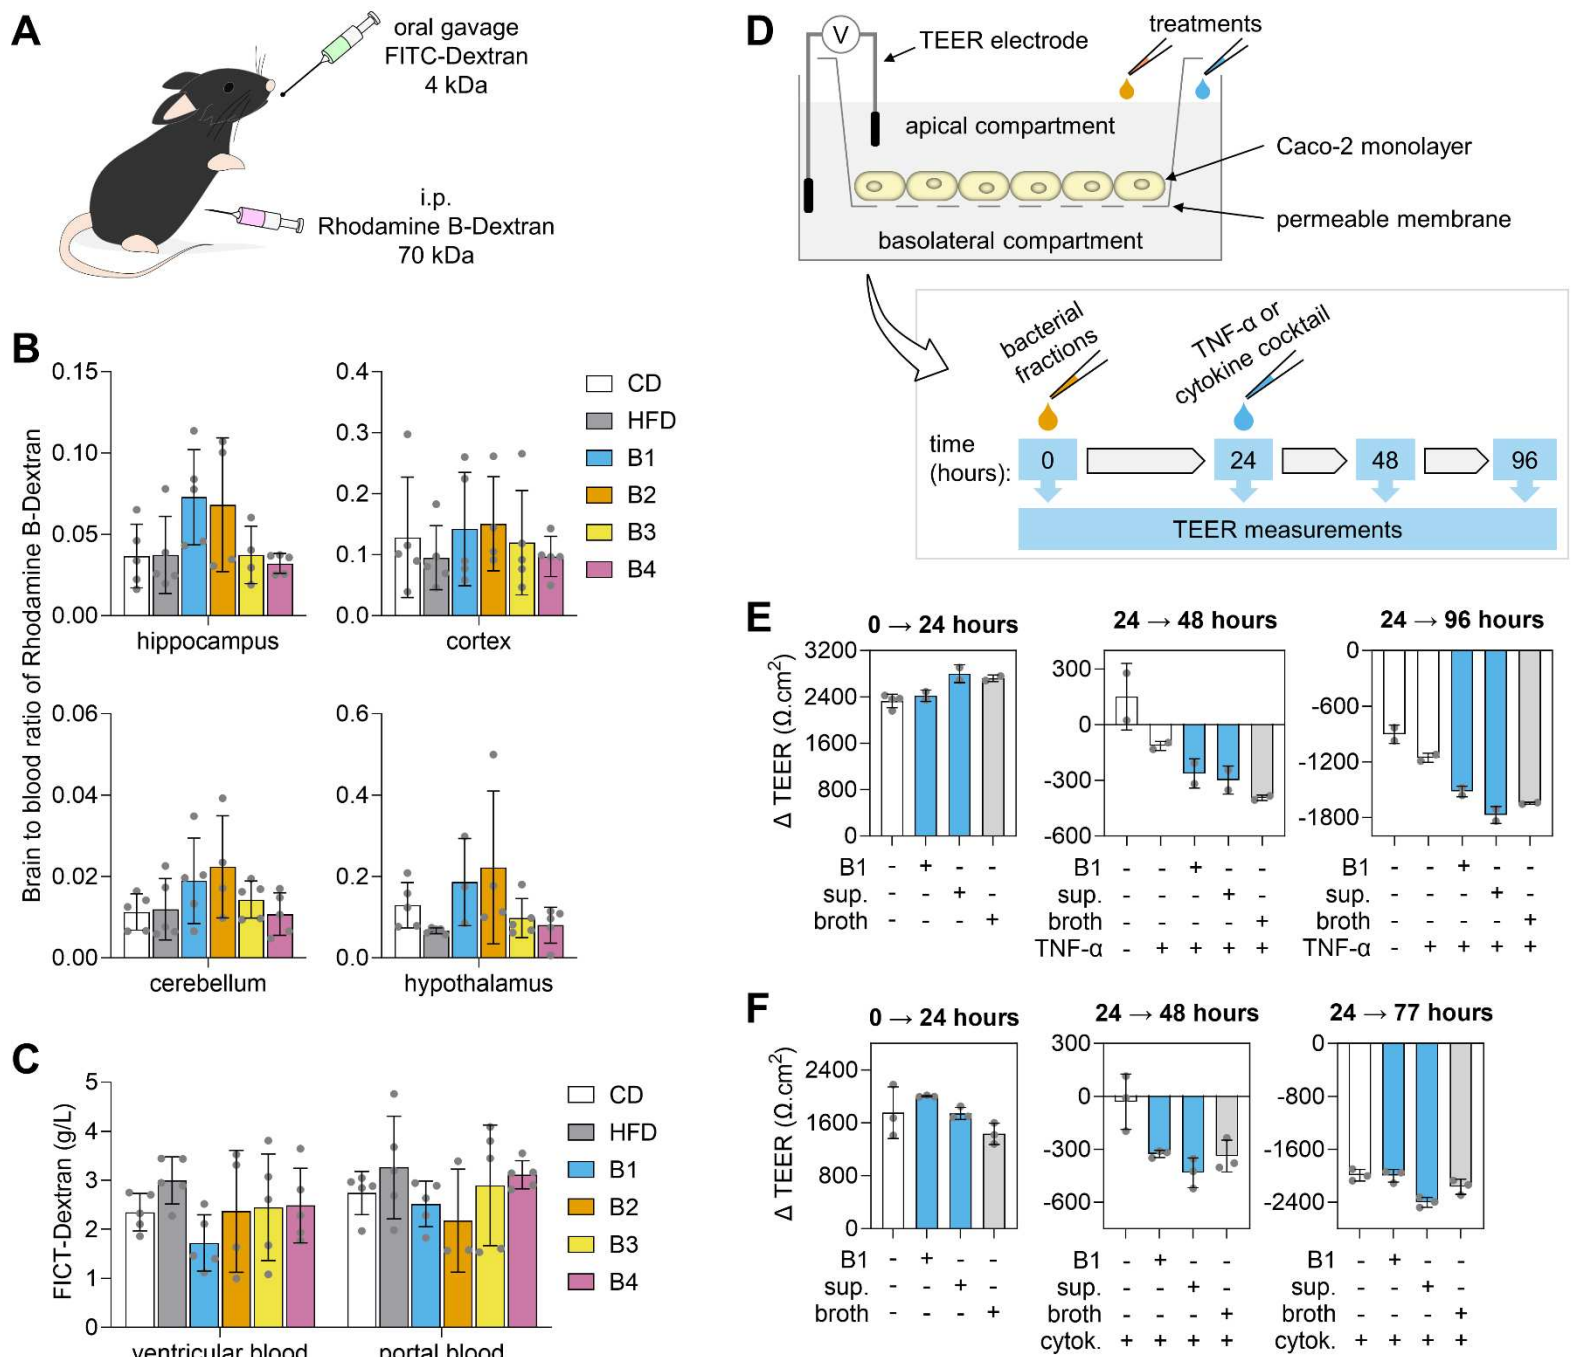 A
oral gavage
FITC-Dextran
4 kDa
i.p.
Rhodamine B-Dextran
70 kDa
B
Brain to blood ratio of Rhodamine B-Dextran
0.15
0.10
0.05
0.00
hippocampus
0.4
0.3
0.2
0.1
0.0
cortex
CD
HFD
B1
B2
B3
B4
0.06
0.04
0.02
0.00
cerebellum
0.6
0.4
0.2
0.0
hypothalamus
C
FICT-Dextran (g/L)
5
4
3
2
1
0
ventricular blood
portal blood
CD
HFD
B1
B2
B3
B4
D
V
TEER electrode
treatments
apical compartment
Caco-2 monolayer
permeable membrane
basolateral compartment
bacterial
fractions
TNF-α or
cytokine cocktail
time
(hours):
0
24
48
96
TEER measurements
E
Δ TEER (Ω.cm²)
0 → 24 hours
3200
2400
1600
800
0
B1 - + - -
sup. - - + -
broth - - - +
24 → 48 hours
300
0
-300
-600
B1 - - + - -
sup. - - - + -
broth - - - - +
TNF-α - + + + +
24 → 96 hours
0
-600
-1200
-1800
B1 - - + - -
sup. - - - + -
broth - - - - +
TNF-α - + + + +
F
Δ TEER (Ω.cm²)
0 → 24 hours
2400
1600
800
0
B1 - + - -
sup. - - + -
broth - - - +
24 → 48 hours
300
0
-300
-600
B1 - + - -
sup. - - + -
broth - - - +
cytok. + + + +
24 → 77 hours
0
-800
-1600
-2400
B1 - + - -
sup. - - + -
broth - - - +
cytok. + + + +